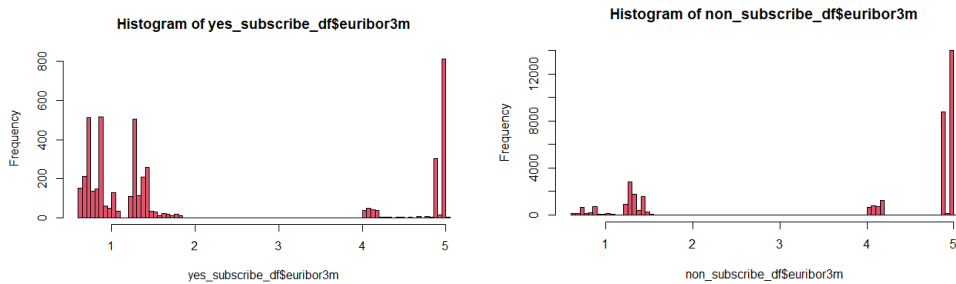 Histogram of yes_subscribe_df$euribor3m
Frequency
800
600
400
200
0
1 2 3 4 5
yes_subscribe_df$euribor3m
Histogram of non_subscribe_df$euribor3m
Frequency
12000
8000
4000
0
1 2 3 4 5
non_subscribe_df$euribor3m